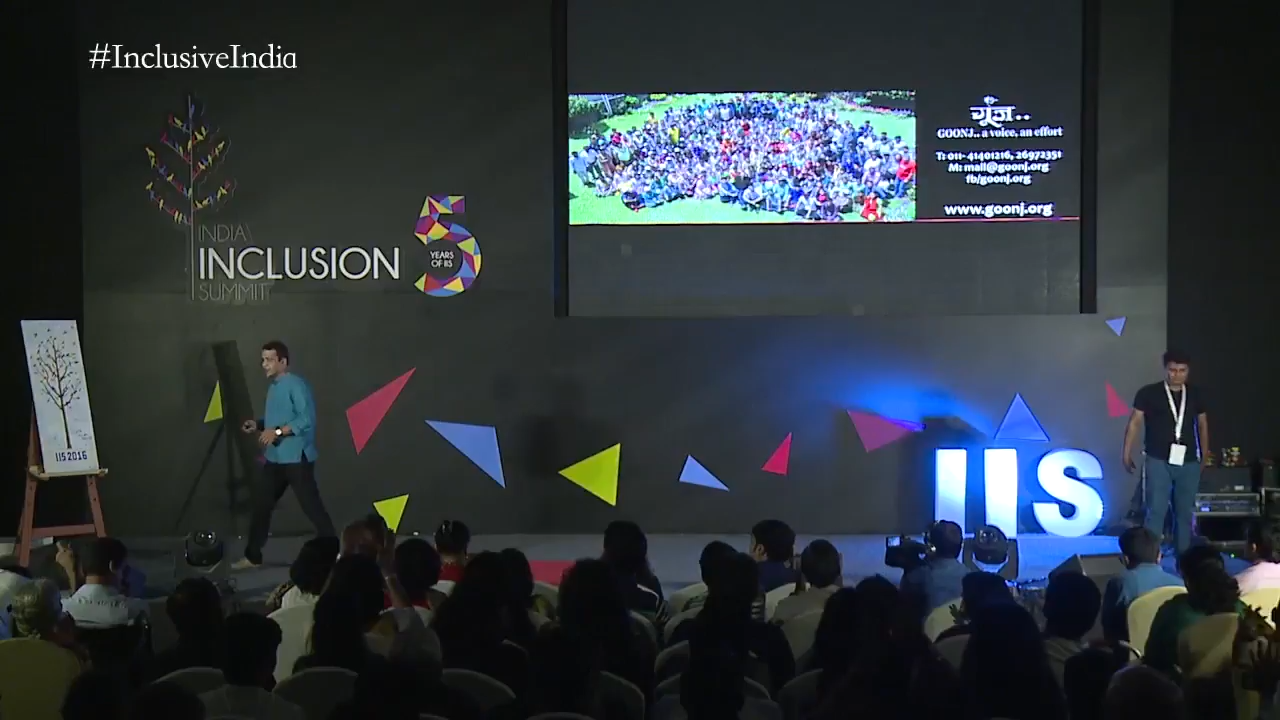 #InclusiveIndia
INDIA
INCLUSION
SUMMIT
5
YEARS
OF IIS
गूंज..
GOONJ.. a voice, an effort
T: 011- 41401216, 26972351
M: mail@goonj.org
fb/goonj.org
www.goonj.org
IIS 2016
IIS